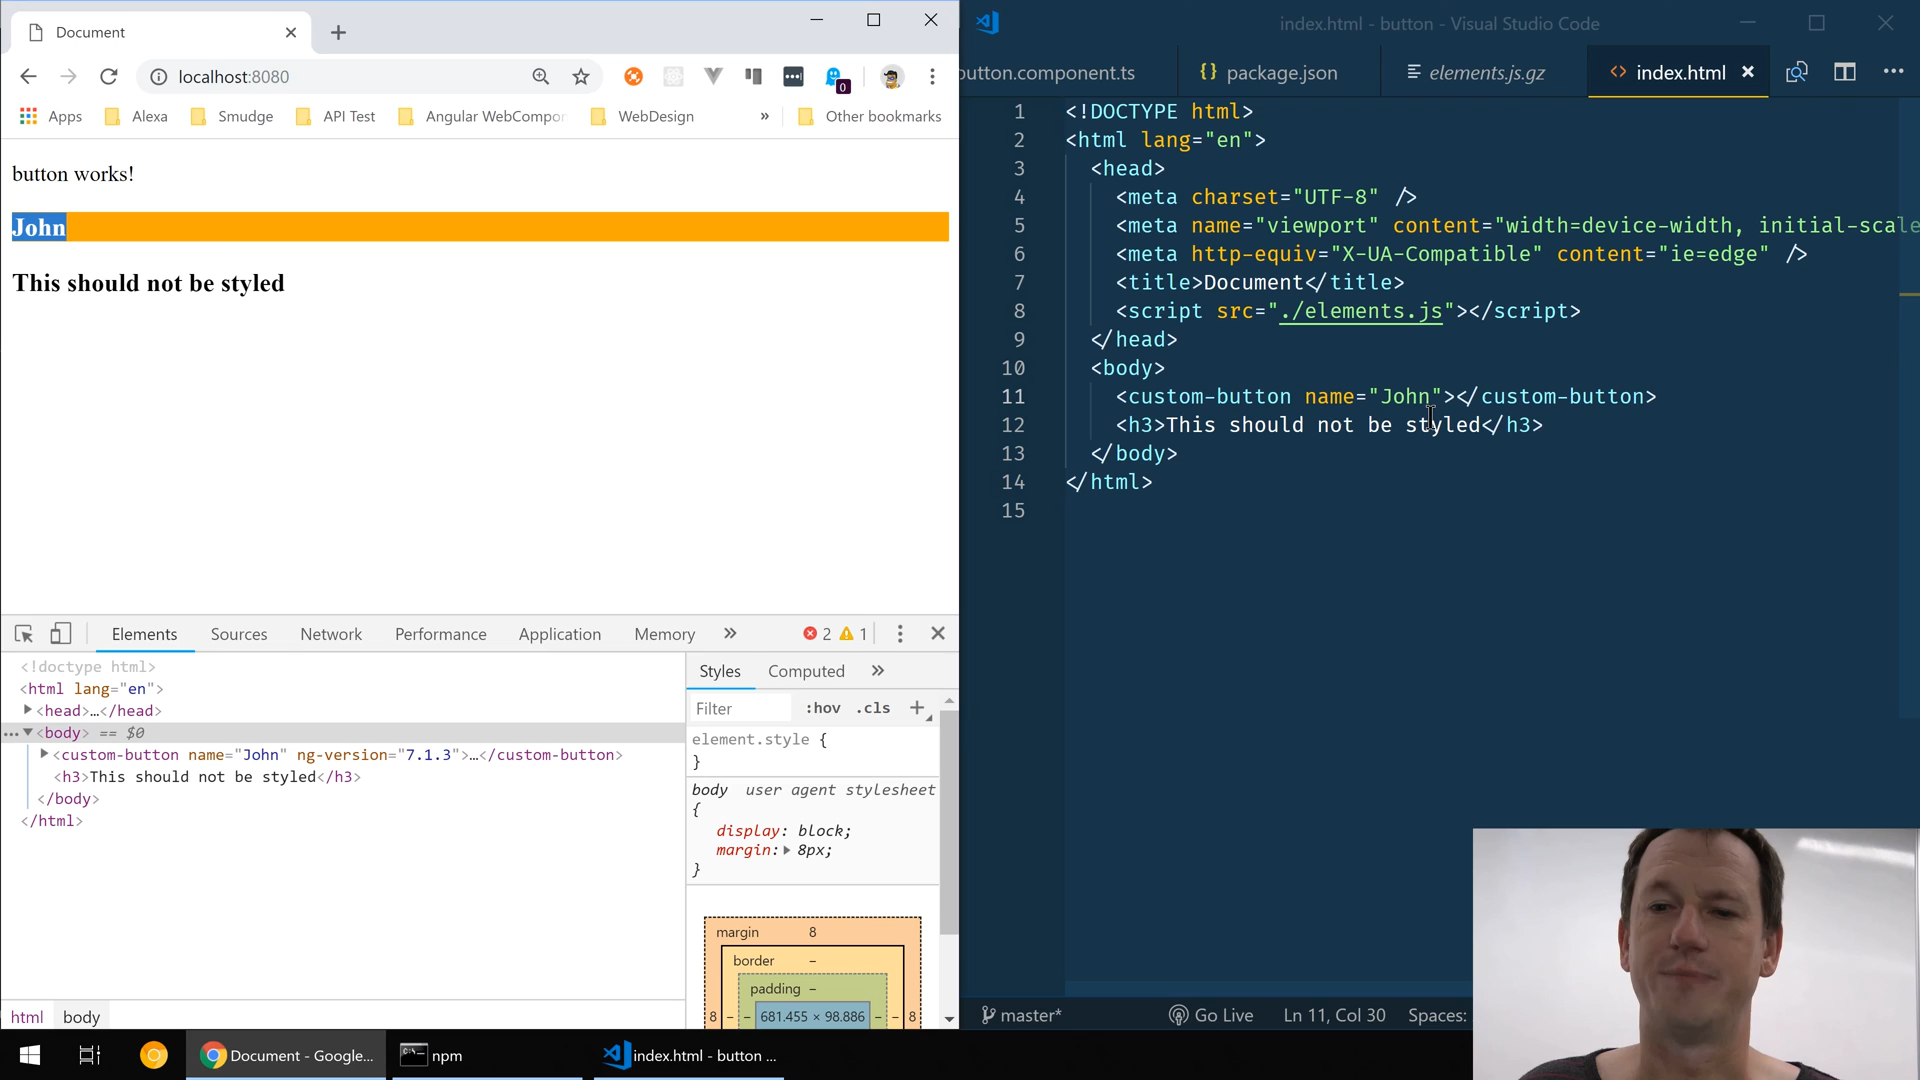 Document
localhost:8080
0
Apps
Alexa
Smudge
API Test
Angular WebCompon
WebDesign
»
Other bookmarks
button works!
John
This should not be styled
Elements
Sources
Network
Performance
Application
Memory
»
2
1
<!doctype html>
<html lang="en">
<head>…</head>
<body> == $0
<custom-button name="John" ng-version="7.1.3">…</custom-button>
<h3>This should not be styled</h3>
</body>
</html>
html body
Styles
Computed
»
Filter
:hov .cls +
element.style {
}
body user agent stylesheet
{
display: block;
margin: 8px;
}
margin 8
border –
padding –
8 – – 681.455 × 98.886 – – 8
index.html - button - Visual Studio Code
button.component.ts
{} package.json
elements.js.gz
<> index.html
1 <!DOCTYPE html>
2 <html lang="en">
3 <head>
4 <meta charset="UTF-8" />
5 <meta name="viewport" content="width=device-width, initial-scale
6 <meta http-equiv="X-UA-Compatible" content="ie=edge" />
7 <title>Document</title>
8 <script src="./elements.js"></script>
9 </head>
10 <body>
11 <custom-button name="John"></custom-button>
12 <h3>This should not be styled</h3>
13 </body>
14 </html>
15
master*
Go Live
Ln 11, Col 30
Spaces:
Document - Google...
npm
index.html - button ...